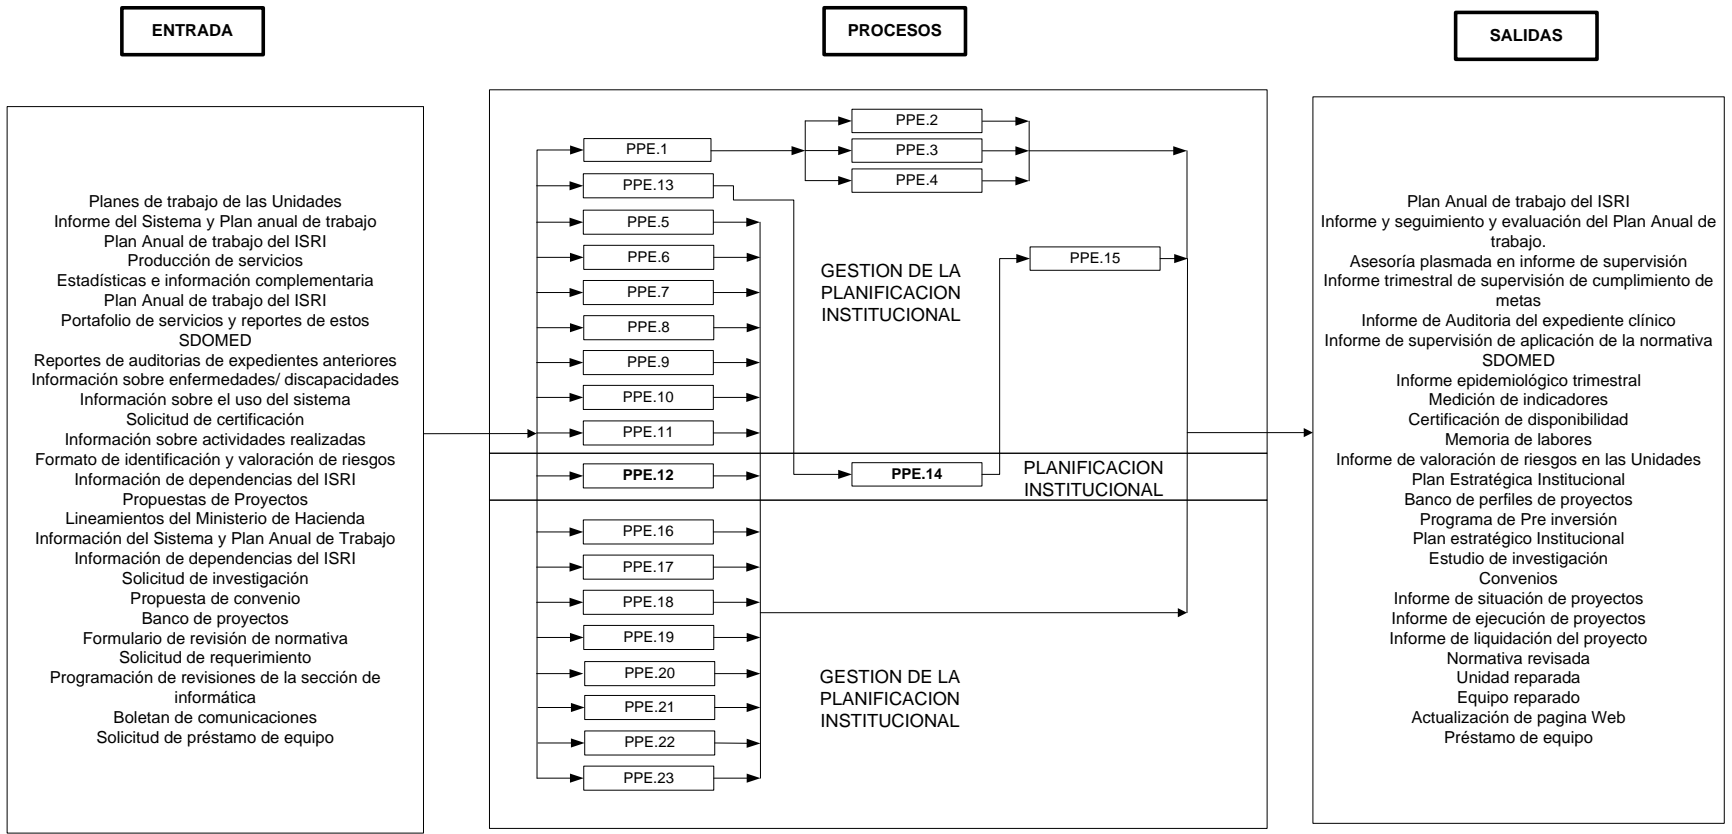 ENTRADA
PROCESOS
SALIDAS
Planes de trabajo de las Unidades
Informe del Sistema y Plan anual de trabajo
Plan Anual de trabajo del ISRI
Producción de servicios
Estadísticas e información complementaria
Plan Anual de trabajo del ISRI
Portafolio de servicios y reportes de estos
SDOMED
Reportes de auditorias de expedientes anteriores
Información sobre enfermedades/ discapacidades
Información sobre el uso del sistema
Solicitud de certificación
Información sobre actividades realizadas
Formato de identificación y valoración de riesgos
Información de dependencias del ISRI
Propuestas de Proyectos
Lineamientos del Ministerio de Hacienda
Información del Sistema y Plan Anual de Trabajo
Información de dependencias del ISRI
Solicitud de investigación
Propuesta de convenio
Banco de proyectos
Formulario de revisión de normativa
Solicitud de requerimiento
Programación de revisiones de la sección de
informática
Boletan de comunicaciones
Solicitud de préstamo de equipo
PPE.1
PPE.13
PPE.5
PPE.6
PPE.7
PPE.8
PPE.9
PPE.10
PPE.11
PPE.12
PPE.16
PPE.17
PPE.18
PPE.19
PPE.20
PPE.21
PPE.22
PPE.23
PPE.2
PPE.3
PPE.4
PPE.15
GESTION DE LA
PLANIFICACION
INSTITUCIONAL
PPE.14
PLANIFICACION
INSTITUCIONAL
GESTION DE LA
PLANIFICACION
INSTITUCIONAL
Plan Anual de trabajo del ISRI
Informe y seguimiento y evaluación del Plan Anual de
trabajo.
Asesoría plasmada en informe de supervisión
Informe trimestral de supervisión de cumplimiento de
metas
Informe de Auditoria del expediente clínico
Informe de supervisión de aplicación de la normativa
SDOMED
Informe epidemiológico trimestral
Medición de indicadores
Certificación de disponibilidad
Memoria de labores
Informe de valoración de riesgos en las Unidades
Plan Estratégica Institucional
Banco de perfiles de proyectos
Programa de Pre inversión
Plan estratégico Institucional
Estudio de investigación
Convenios
Informe de situación de proyectos
Informe de ejecución de proyectos
Informe de liquidación del proyecto
Normativa revisada
Unidad reparada
Equipo reparado
Actualización de pagina Web
Préstamo de equipo